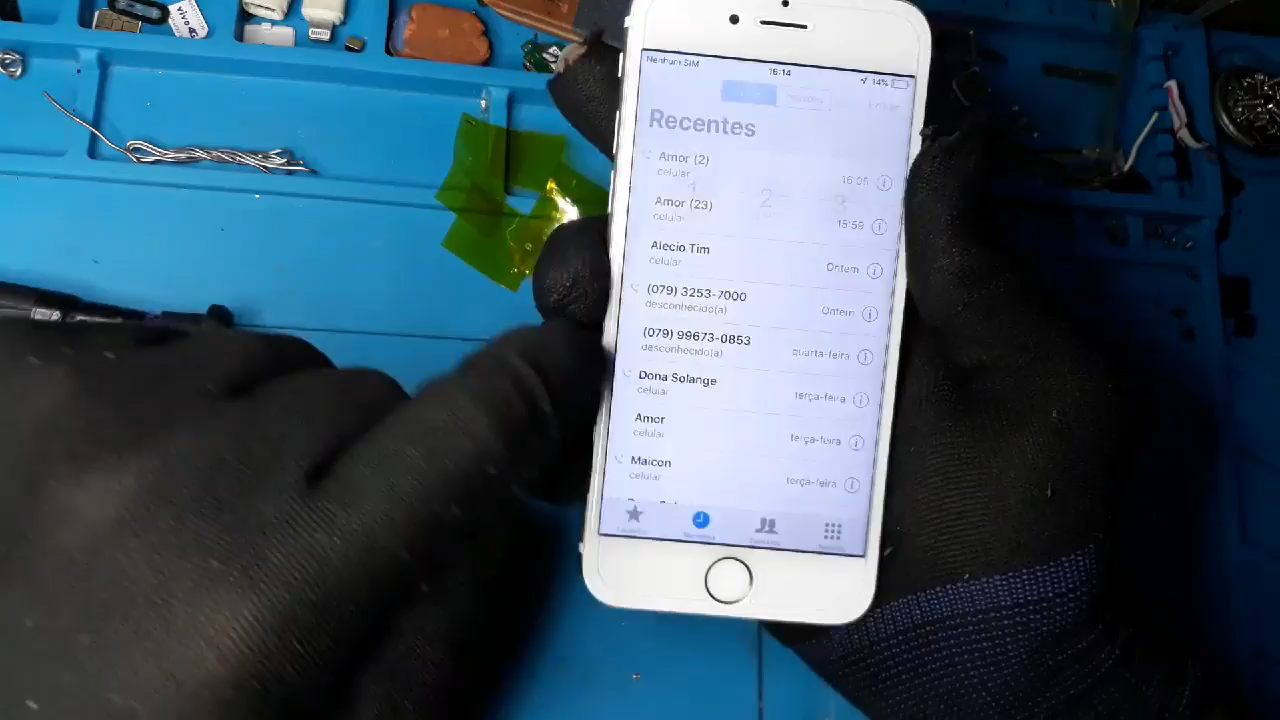 vivo
Nenhum SIM
16:14
14%
Recentes
Amor (2)
celular
16:05
Amor (23)
celular
15:59
Alecio Tim
celular
Ontem
(079) 3253-7000
desconhecido(a)
Ontem
(079) 99673-0853
desconhecido(a)
quarta-feira
Dona Solange
celular
terça-feira
Amor
celular
terça-feira
Maicon
celular
terça-feira